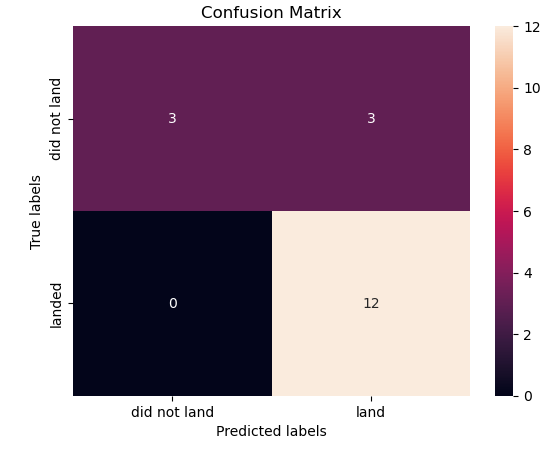 Confusion Matrix
True labels
did not land
landed
3
3
0
12
did not land
land
Predicted labels
12
10
8
6
4
2
0